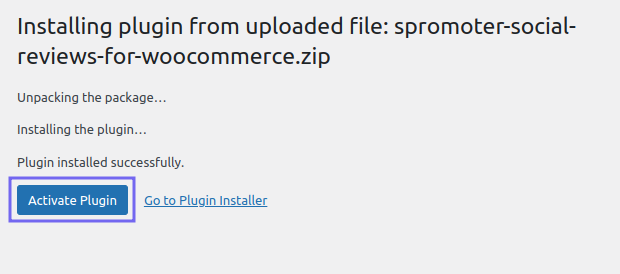 Installing plugin from uploaded file: spromoter-social-
reviews-for-woocommerce.zip
Unpacking the package…
Installing the plugin…
Plugin installed successfully.
Activate Plugin Go to Plugin Installer